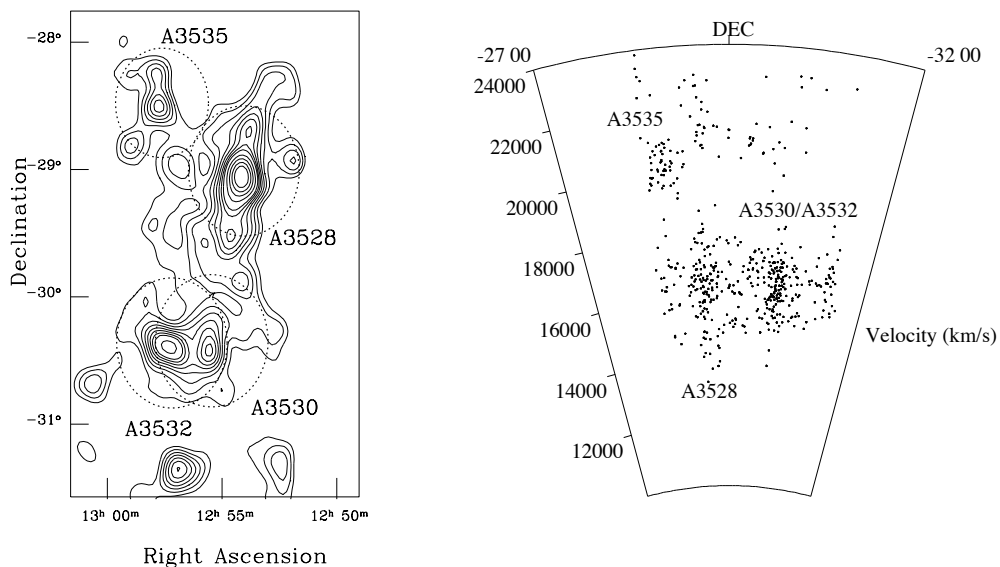 −28°
−29°
−30°
−31°
Declination
A3535
A3528
A3530
A3532
13ʰ 00ᵐ
12ʰ 55ᵐ
12ʰ 50ᵐ
Right Ascension
DEC
-27 00
-32 00
24000
22000
20000
18000
16000
14000
12000
A3535
A3530/A3532
A3528
Velocity (km/s)